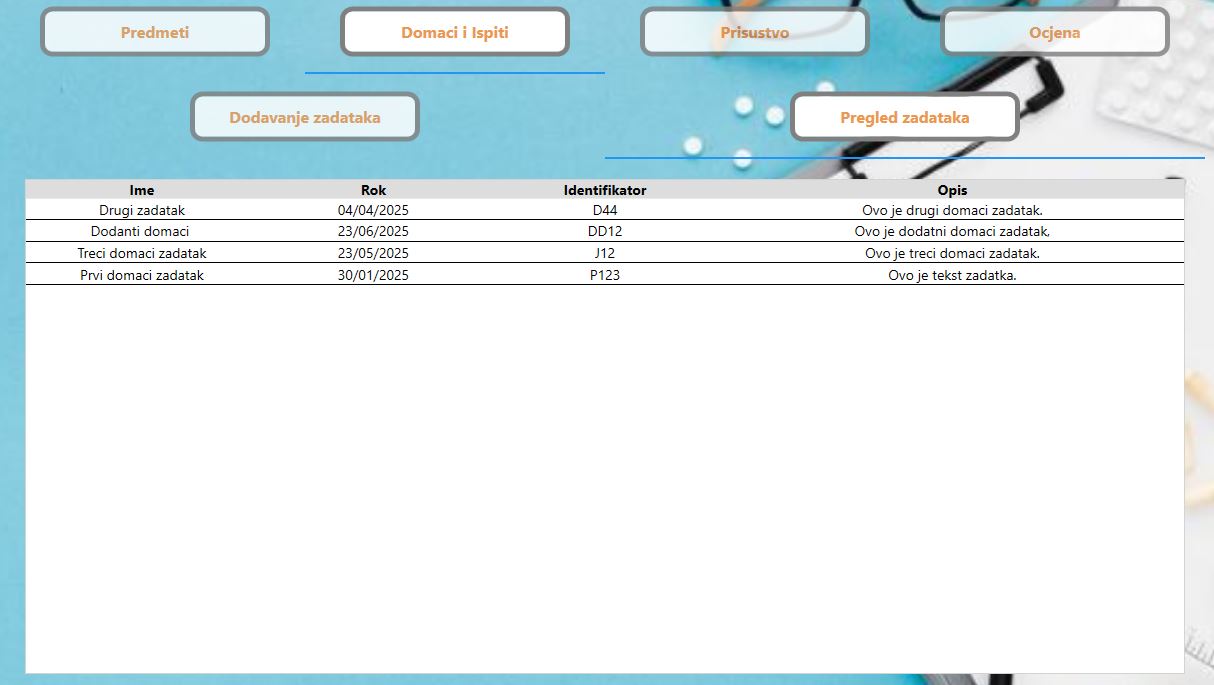 Predmeti Domaci i Ispiti Prisustvo Ocjena
Dodavanje zadataka Pregled zadataka
Ime Rok Identifikator Opis
Drugi zadatak 04/04/2025 D44 Ovo je drugi domaci zadatak.
Dodanti domaci 23/06/2025 DD12 Ovo je dodatni domaci zadatak,
Treci domaci zadatak 23/05/2025 J12 Ovo je treci domaci zadatak.
Prvi domaci zadatak 30/01/2025 P123 Ovo je tekst zadatka.